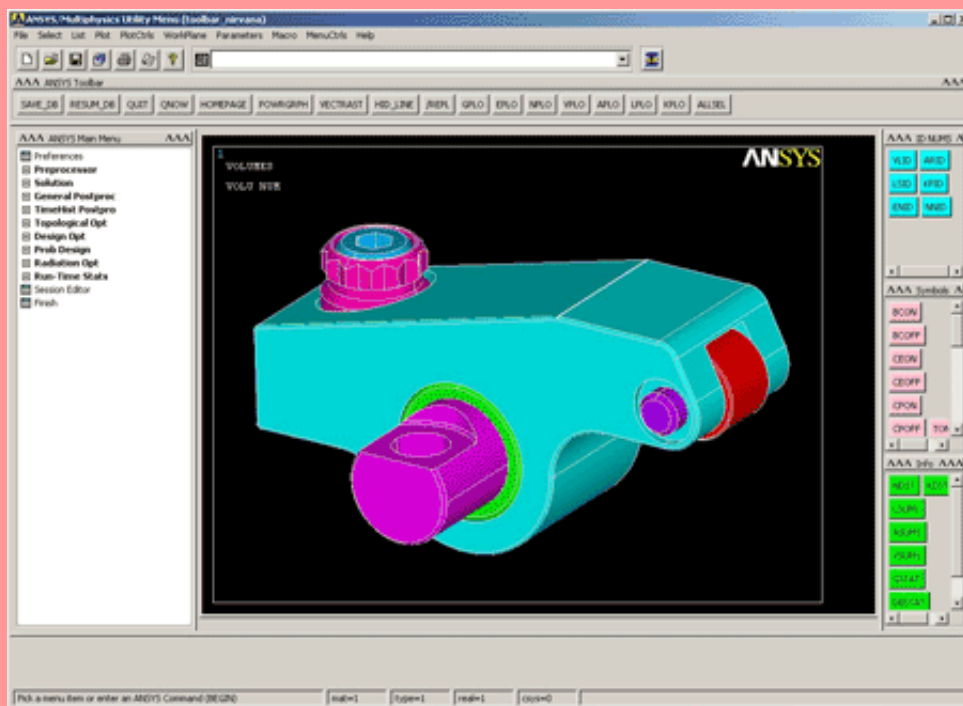 ANSYS/Multiphysics Utility Menu (toolbar_nirvana)
File Select List Plot PlotCtrls WorkPlane Parameters Macro MenuCtrls Help
ANSYS Toolbar
SAVE_DB RESUM_DB QUIT QNOW HOMEPAGE POWRGRPH VECTRAST HID_LINE /REPL GPLO EPLO NPLO VPLO APLO LPLO KPLO ALLSEL
ANSYS Main Menu
Preferences
Preprocessor
Solution
General Postproc
TimeHist Postpro
Topological Opt
Design Opt
Prob Design
Radiation Opt
Run-Time Stats
Session Editor
Finish
1
VOLUMES
VOLU NUM
ANSYS
ID-NUMS
VLID ARID
LSID KPID
ENID NNID
Symbols
BCON
BCOFF
CEON
CEOFF
CPON
CPOFF
Info
LSUM
ASUM
VSUM
Pick a menu item or enter an ANSYS Command (BEGIN)
mat=1
type=1
real=1
csys=0